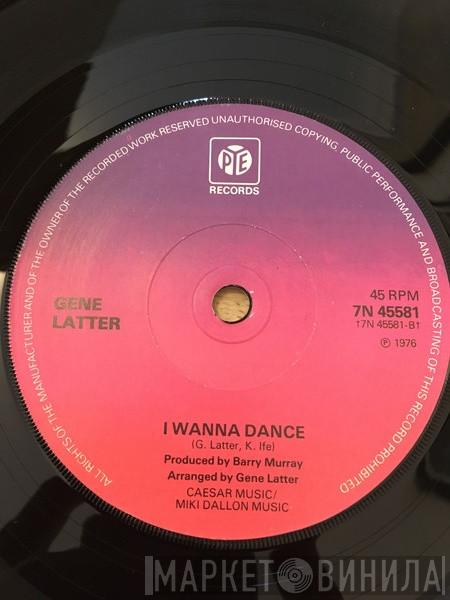 ALL RIGHTS OF THE MANUFACTURER AND OF THE OWNER OF THE RECORDED WORK RESERVED UNAUTHORISED COPYING, PUBLIC PERFORMANCE AND BROADCASTING OF THIS RECORD PROHIBITED
PYE
RECORDS
GENE
LATTER
45 RPM
7N 45581
†7N 45581-B†
℗ 1976
I WANNA DANCE
(G. Latter, K. Ife)
Produced by Barry Murray
Arranged by Gene Latter
CAESAR MUSIC/
MIKI DALLON MUSIC
МАРКЕТ ВИНИЛА